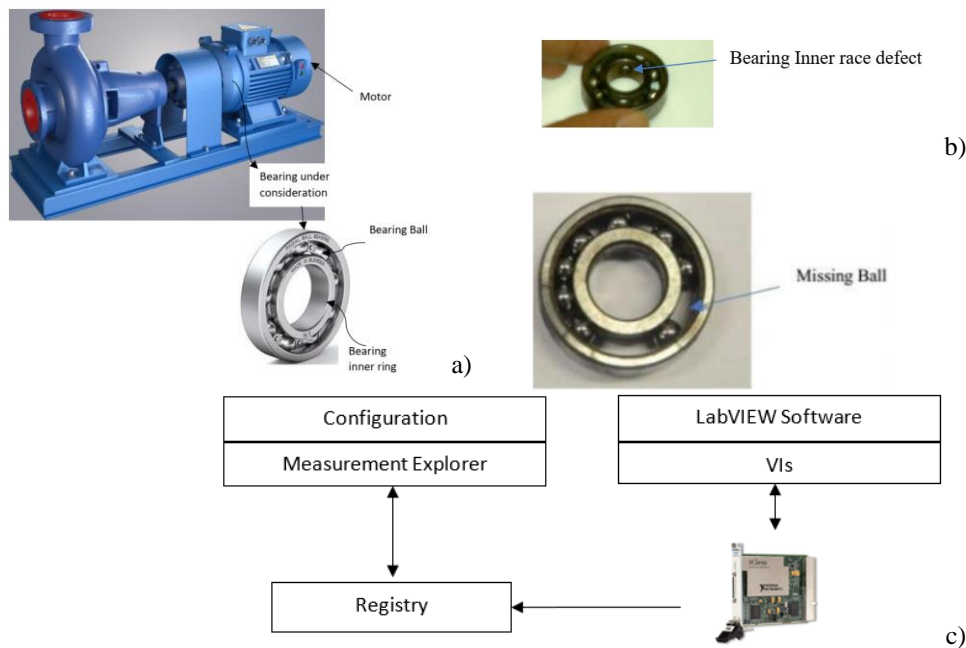 Motor
Bearing under
consideration
Bearing Ball
Bearing
inner ring
a)
Bearing Inner race defect
b)
Missing Ball
Configuration
Measurement Explorer
LabVIEW Software
VIs
Registry
c)